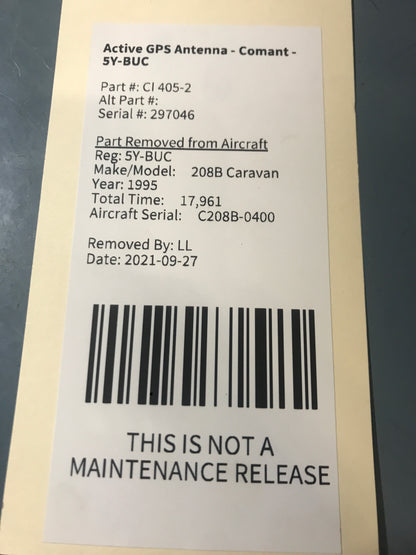 Active GPS Antenna - Comant -
5Y-BUC
Part #: CI 405-2
Alt Part #:
Serial #: 297046
Part Removed from Aircraft
Reg: 5Y-BUC
Make/Model: 208B Caravan
Year: 1995
Total Time: 17,961
Aircraft Serial: C208B-0400
Removed By: LL
Date: 2021-09-27
THIS IS NOT A
MAINTENANCE RELEASE